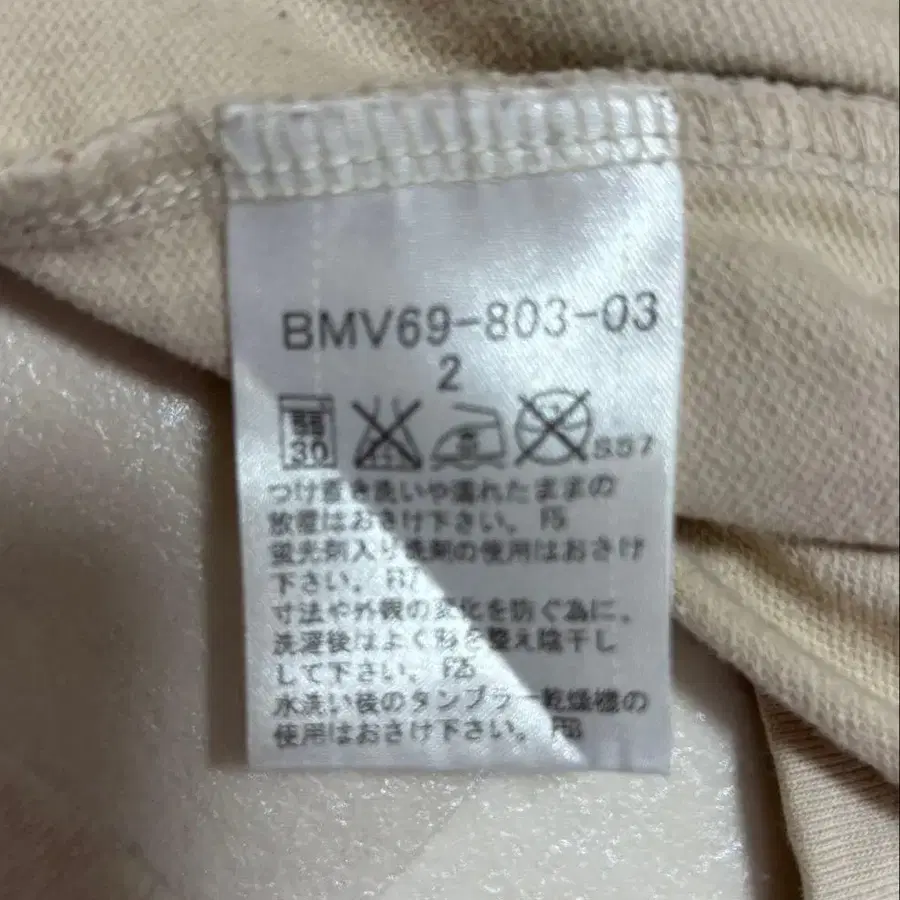 BMV69-803-03
2
弱
30
SS7
つけ置き洗いや濡れたままの
放置はおさけ下さい。 F5
蛍光剤入り洗剤の使用はおさけ
下さい。
寸法や外観の変化を防ぐ為に、
洗濯後はよく形を整え陰干し
して下さい。
水洗い後のタンブラー乾燥機の
使用はおさけ下さい。